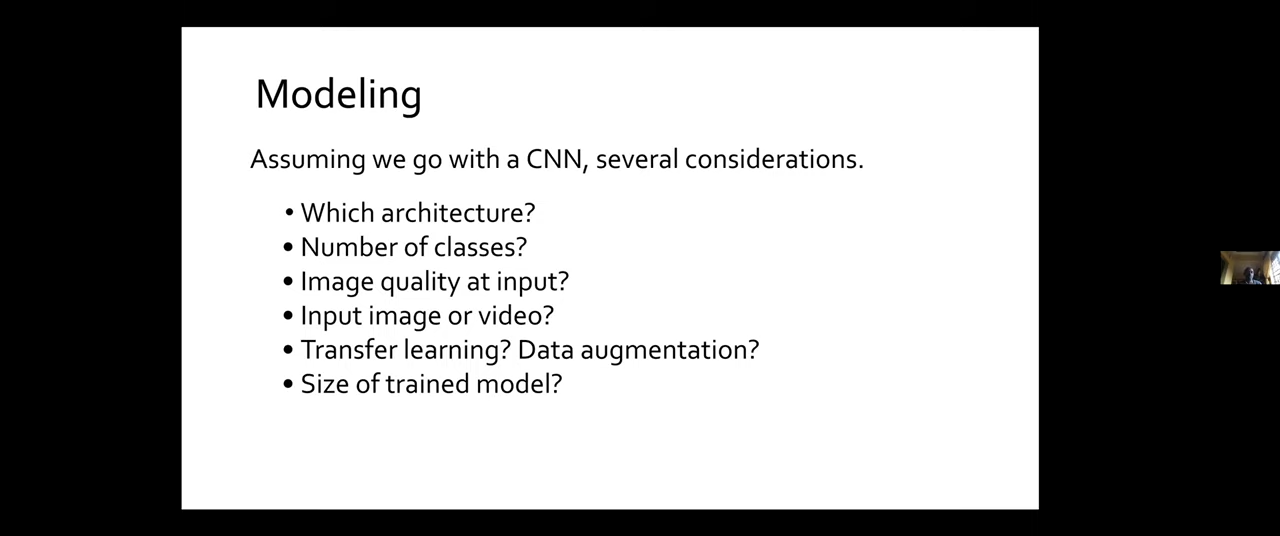 Modeling
Assuming we go with a CNN, several considerations.
• Which architecture?
• Number of classes?
• Image quality at input?
• Input image or video?
• Transfer learning? Data augmentation?
• Size of trained model?